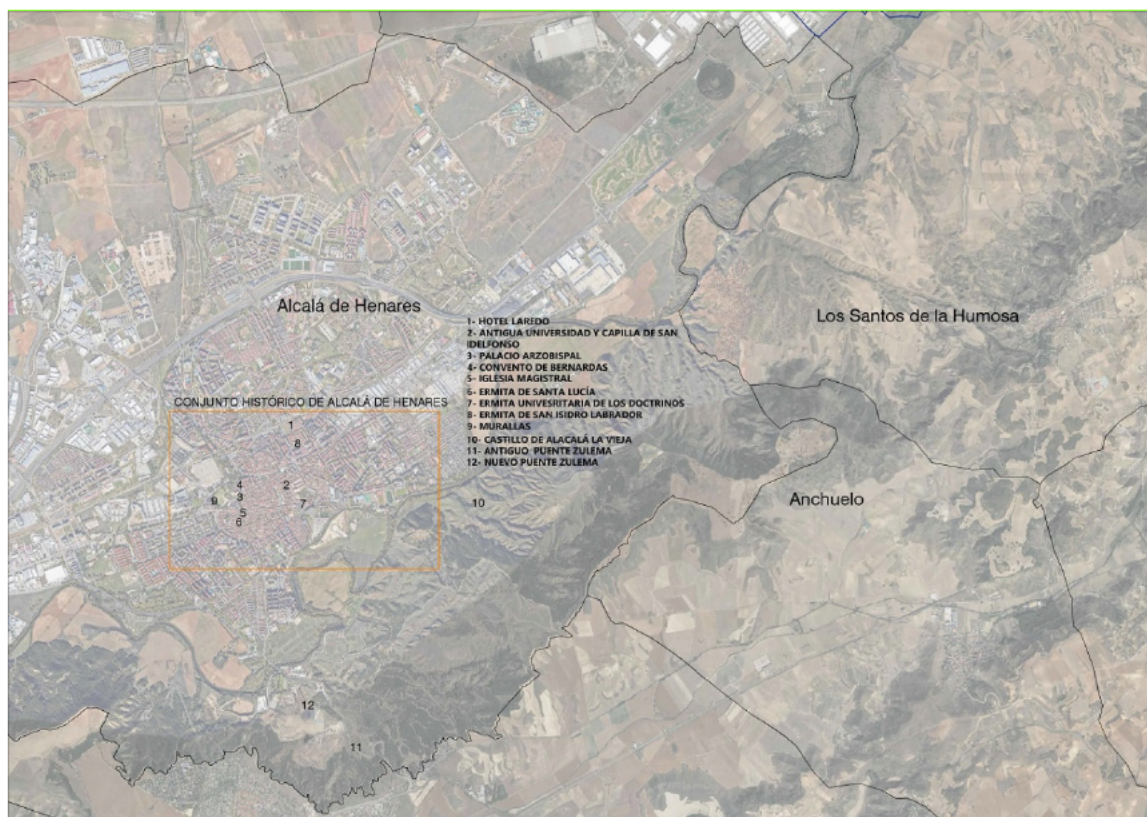 Alcalá de Henares
Los Santos de la Humosa
1- HOTEL LAREDO
2- ANTIGUA UNIVERSIDAD Y CAPILLA DE SAN
IDELFONSO
3- PALACIO ARZOBISPAL
4- CONVENTO DE BERNARDAS
5- IGLESIA MAGISTRAL
6- ERMITA DE SANTA LUCÍA
7- ERMITA UNIVESRITARIA DE LOS DOCTRINOS
8- ERMITA DE SAN ISIDRO LABRADOR
9- MURALLAS
10- CASTILLO DE ALACALÁ LA VIEJA
11- ANTIGUO PUENTE ZULEMA
12- NUEVO PUENTE ZULEMA
CONJUNTO HISTÓRICO DE ALCALÁ DE HENARES
1
8
4
2
3
9
7
5
6
10
Anchuelo
12
11